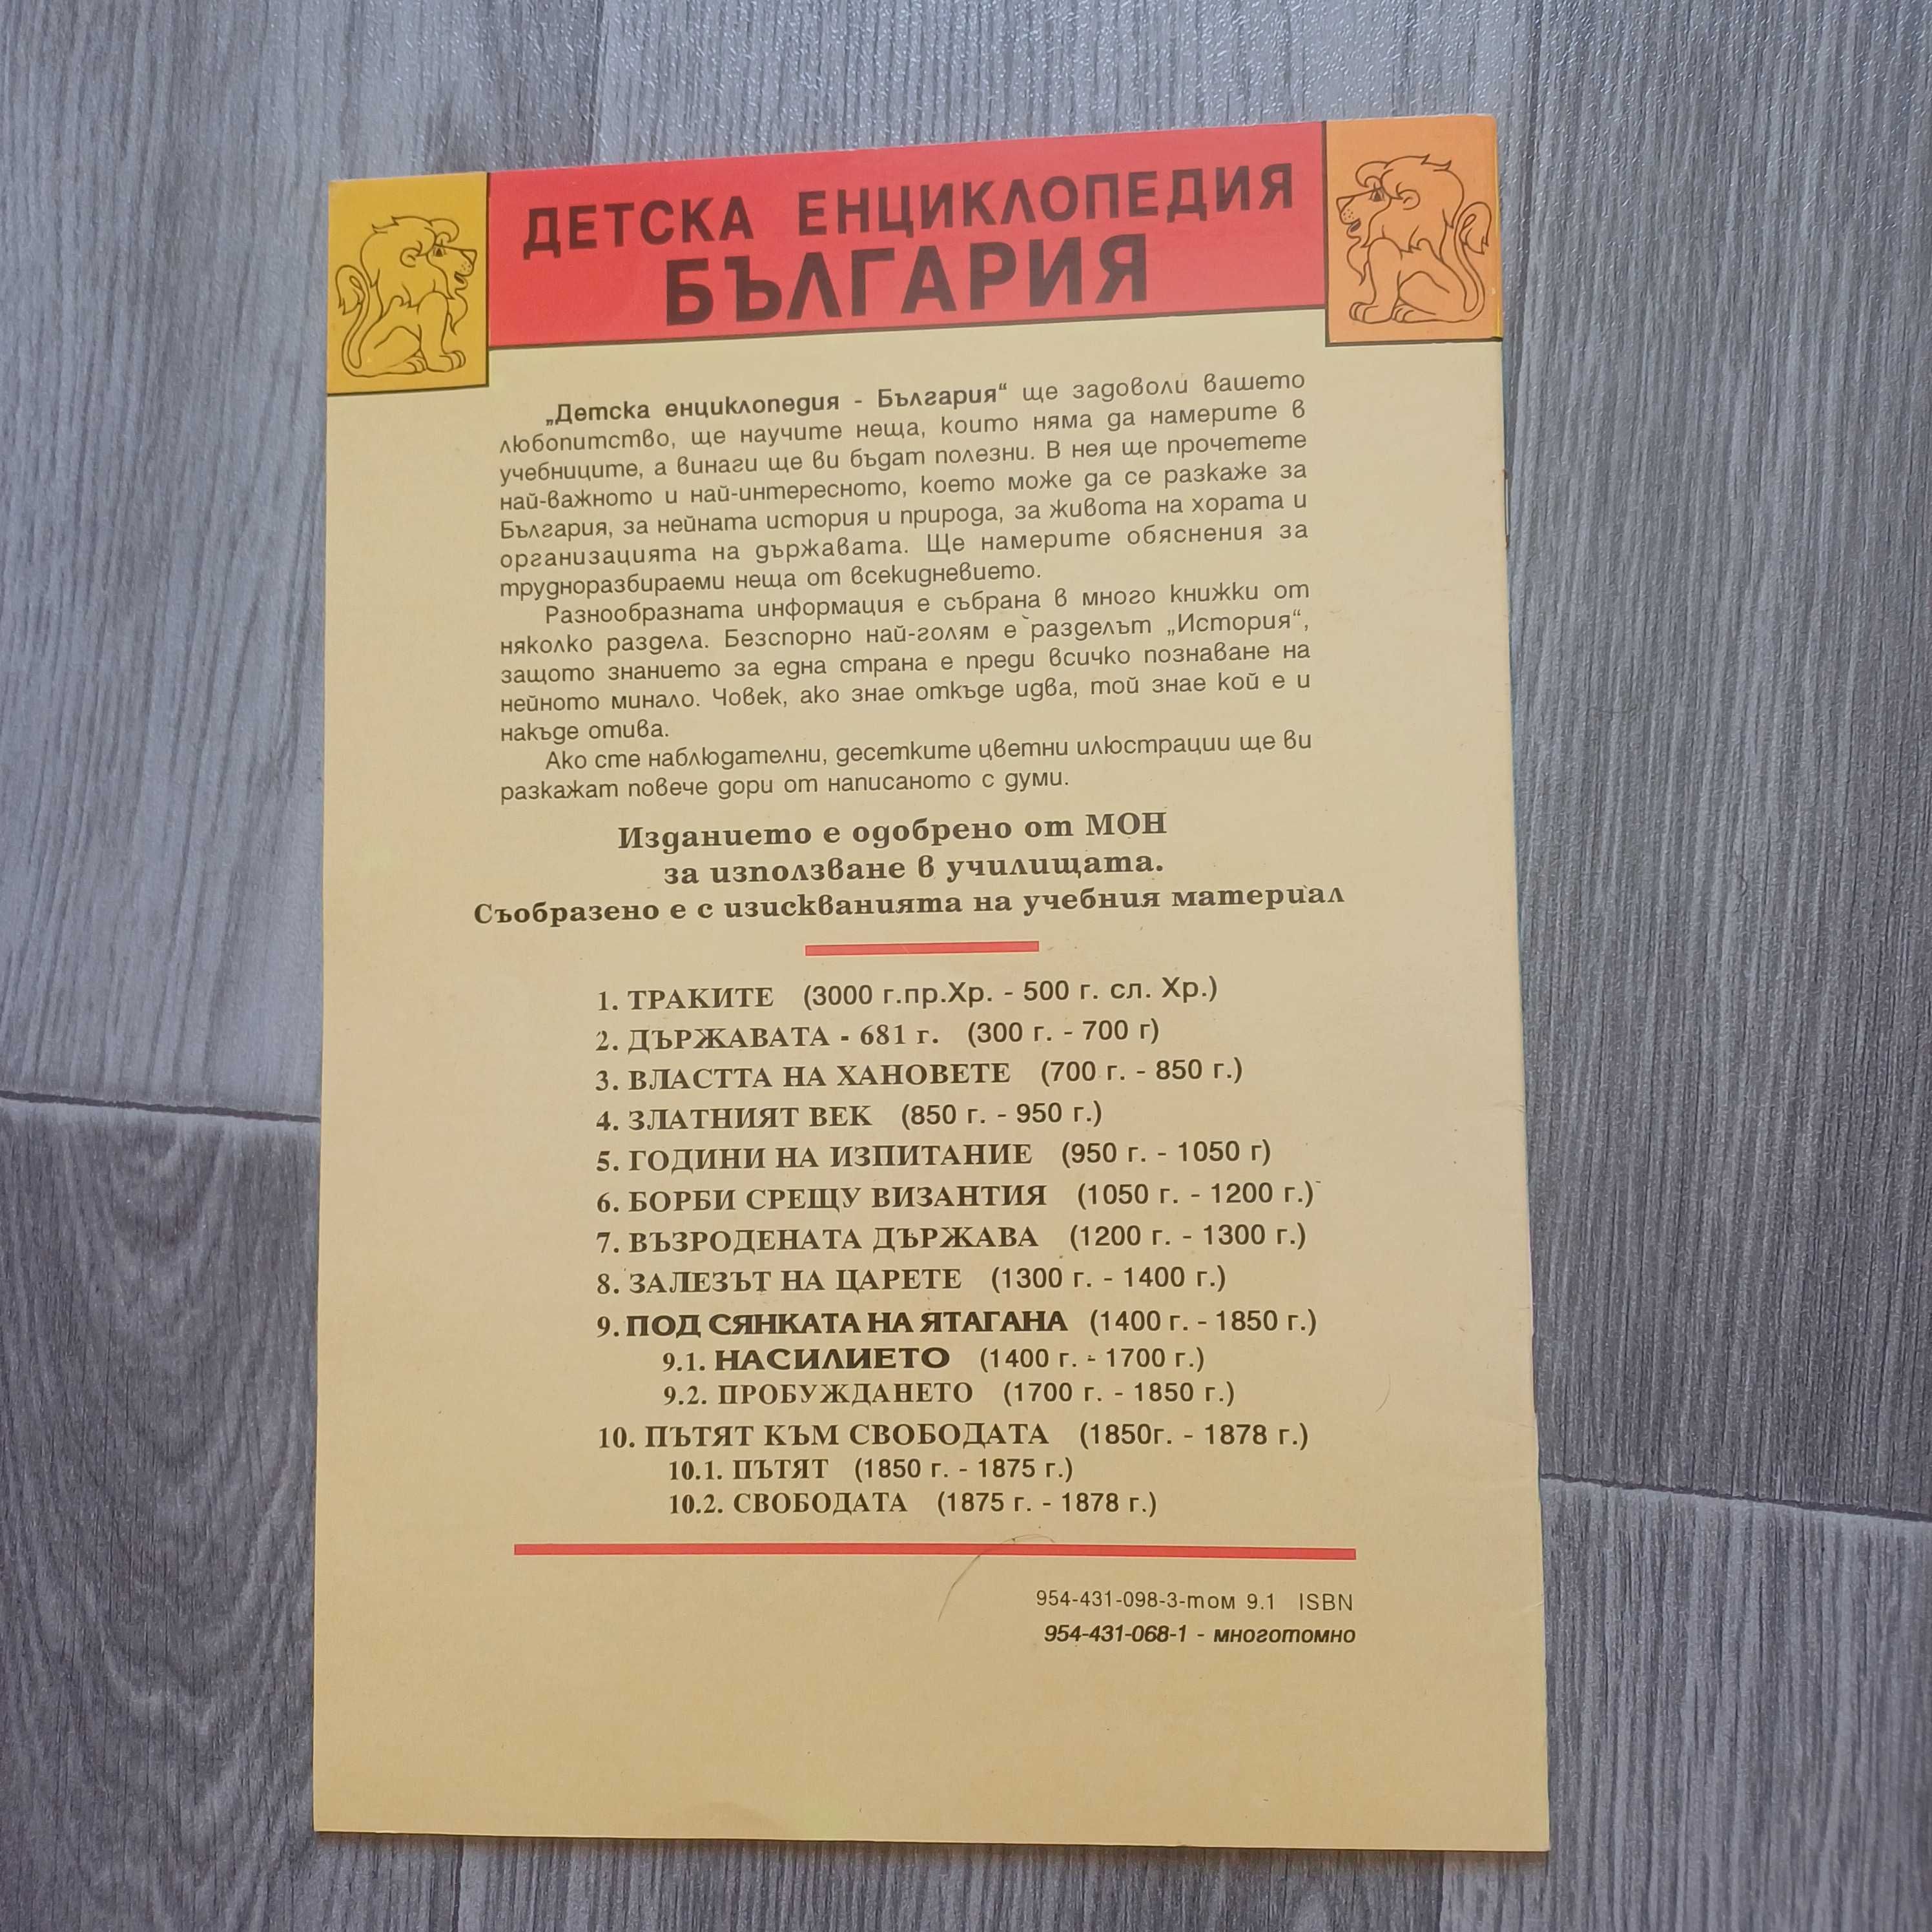 ДЕТСКА ЕНЦИКЛОПЕДИЯ
БЪЛГАРИЯ
„Детска енциклопедия - България“ ще задоволи вашето
любопитство, ще научите неща, които няма да намерите в
учебниците, а винаги ще ви бъдат полезни. В нея ще прочетете
най-важното и най-интересното, което може да се разкаже за
България, за нейната история и природа, за живота на хората и
организацията на държавата. Ще намерите обяснения за
трудноразбираеми неща от всекидневието.
Разнообразната информация е събрана в много книжки от
няколко раздела. Безспорно най-голям е разделът „История“,
защото знанието за една страна е преди всичко познаване на
нейното минало. Човек, ако знае откъде идва, той знае кой е и
накъде отива.
Ако сте наблюдателни, десетките цветни илюстрации ще ви
разкажат повече дори от написаното с думи.
Изданието е одобрено от МОН
за използване в училищата.
Съобразено е с изискванията на учебния материал
1. ТРАКИТЕ (3000 г.пр.Хр. - 500 г. сл. Хр.)
2. ДЪРЖАВАТА - 681 г. (300 г. - 700 г)
3. ВЛАСТТА НА ХАНОВЕТЕ (700 г. - 850 г.)
4. ЗЛАТНИЯТ ВЕК (850 г. - 950 г.)
5. ГОДИНИ НА ИЗПИТАНИЕ (950 г. - 1050 г)
6. БОРБИ СРЕЩУ ВИЗАНТИЯ (1050 г. - 1200 г.)
7. ВЪЗРОДЕНАТА ДЪРЖАВА (1200 г. - 1300 г.)
8. ЗАЛЕЗЪТ НА ЦАРЕТЕ (1300 г. - 1400 г.)
9. ПОД СЯНКАТА НА ЯТАГАНА (1400 г. - 1850 г.)
9.1. НАСИЛИЕТО (1400 г. - 1700 г.)
9.2. ПРОБУЖДАНЕТО (1700 г. - 1850 г.)
10. ПЪТЯТ КЪМ СВОБОДАТА (1850г. - 1878 г.)
10.1. ПЪТЯТ (1850 г. - 1875 г.)
10.2. СВОБОДАТА (1875 г. - 1878 г.)
954-431-098-3-том 9.1 ISBN
954-431-068-1 - многотомно